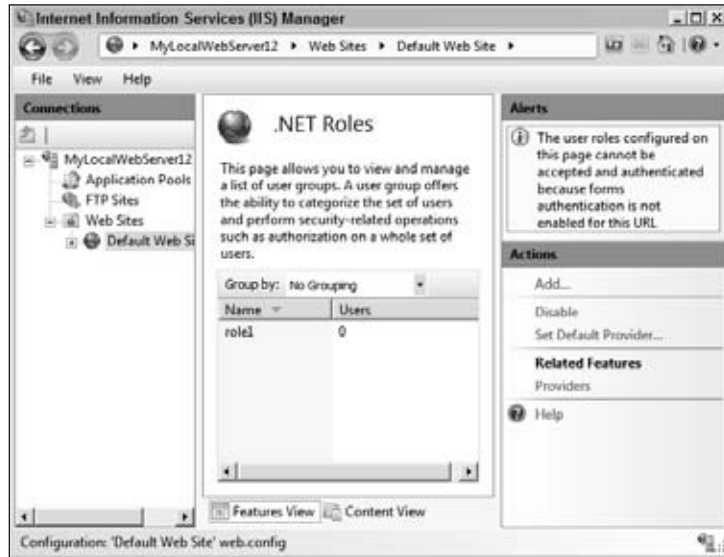 Internet Information Services (IIS) Manager
MyLocalWebServer12 ▸ Web Sites ▸ Default Web Site ▸
File View Help
Connections
MyLocalWebServer12
Application Pools
FTP Sites
Web Sites
Default Web Si
.NET Roles
This page allows you to view and manage
a list of user groups. A user group offers
the ability to categorize the set of users
and perform security-related operations
such as authorization on a whole set of
users.
Group by: No Grouping
Name Users
role1 0
Features View Content View
Alerts
The user roles configured on
this page cannot be
accepted and authenticated
because forms
authentication is not
enabled for this URL
Actions
Add...
Disable
Set Default Provider...
Related Features
Providers
Help
Configuration: 'Default Web Site' web.config